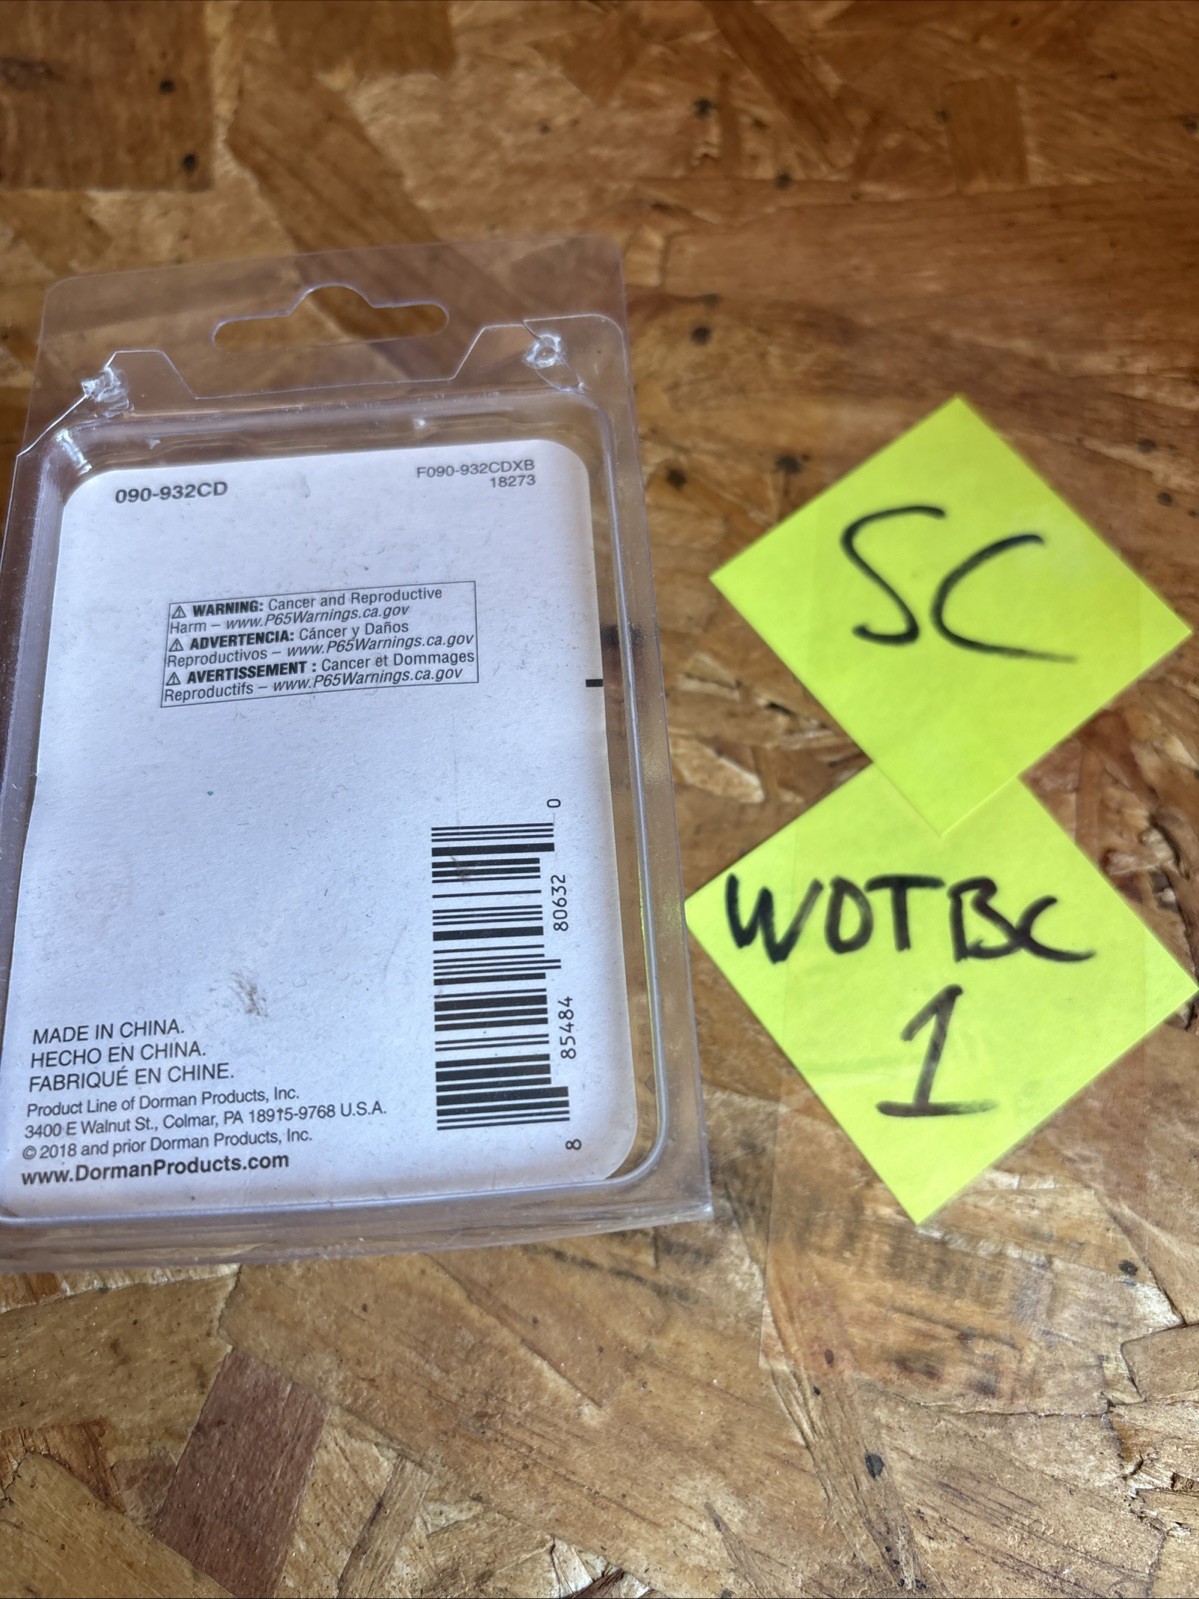 090-932CD
F090-932CDXB
18273
⚠ WARNING: Cancer and Reproductive
Harm – www.P65Warnings.ca.gov
⚠ ADVERTENCIA: Cáncer y Daños
Reproductivos – www.P65Warnings.ca.gov
⚠ AVERTISSEMENT : Cancer et Dommages
Reproductifs – www.P65Warnings.ca.gov
8 85484 80632 0
MADE IN CHINA.
HECHO EN CHINA.
FABRIQUÉ EN CHINE.
Product Line of Dorman Products, Inc.
3400 E Walnut St., Colmar, PA 18915-9768 U.S.A.
© 2018 and prior Dorman Products, Inc.
www.DormanProducts.com
SC
WOTBC
1